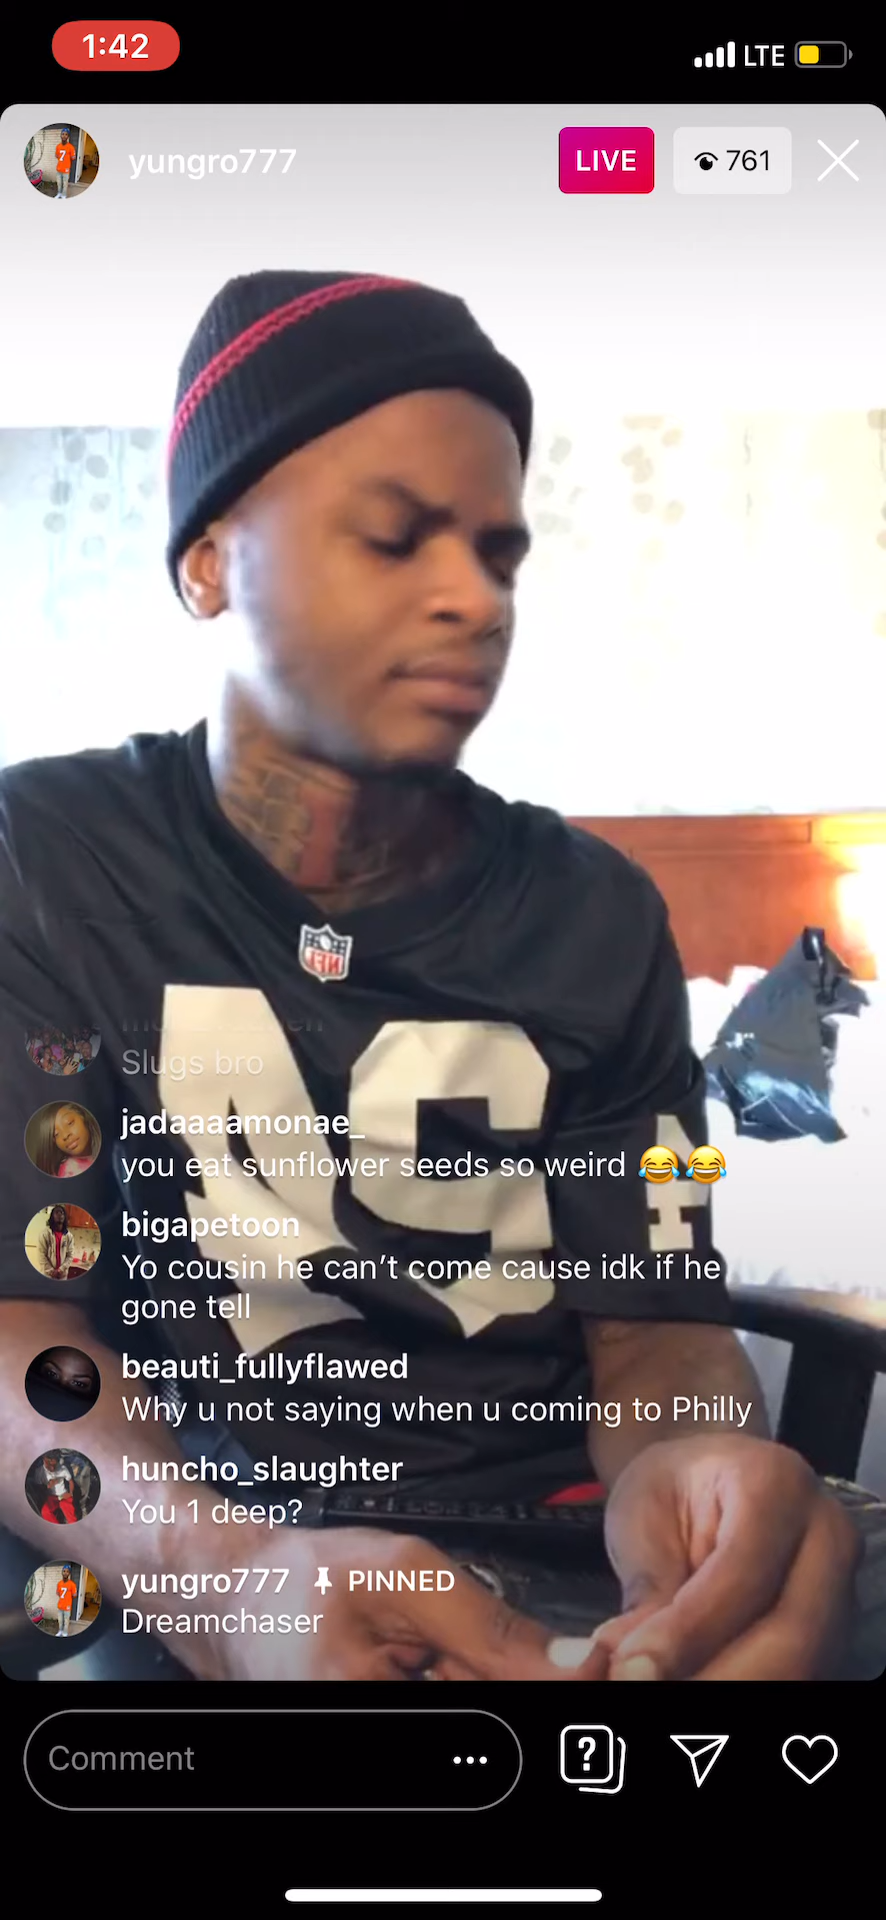 1:42
LTE
yungro777
LIVE
761
NFL
Slugs bro
jadaaaamonae_
you eat sunflower seeds so weird 😂😂
bigapetoon
Yo cousin he can't come cause idk if he
gone tell
beauti_fullyflawed
Why u not saying when u coming to Philly
huncho_slaughter
You 1 deep?
yungro777 PINNED
Dreamchaser
Comment